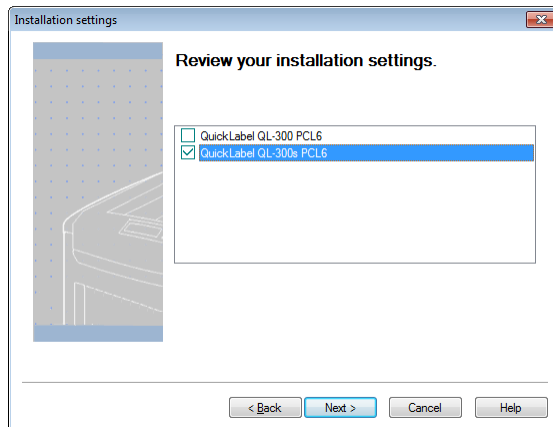 Installation settings
Review your installation settings.
QuickLabel QL-300 PCL6
QuickLabel QL-300s PCL6
< Back Next > Cancel Help